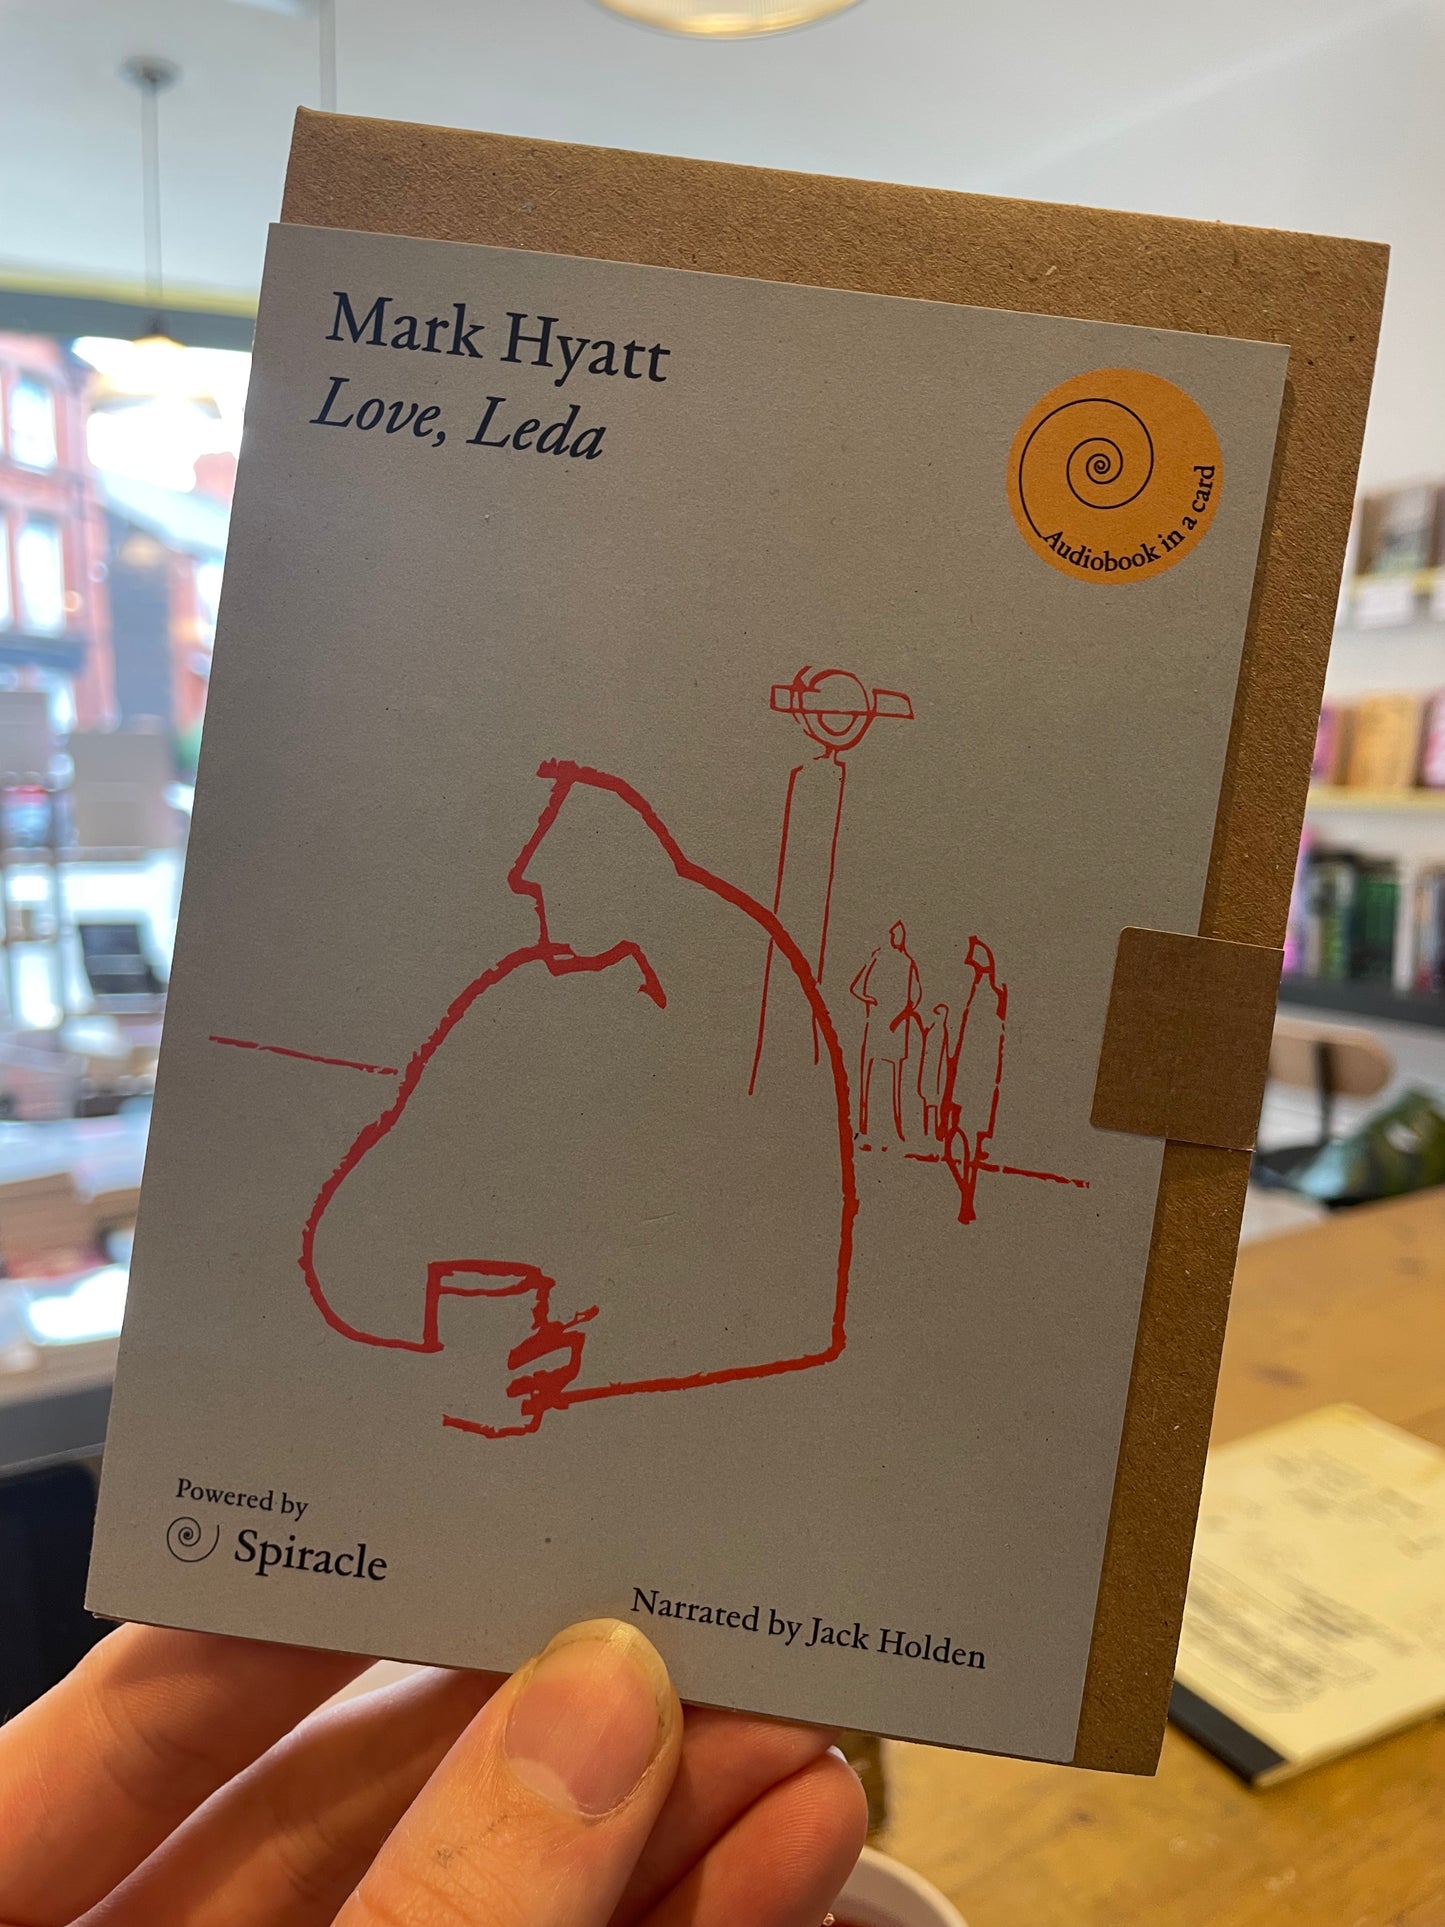 Mark Hyatt
Love, Leda
Audiobook in a card
Powered by
Spiracle
Narrated by Jack Holden